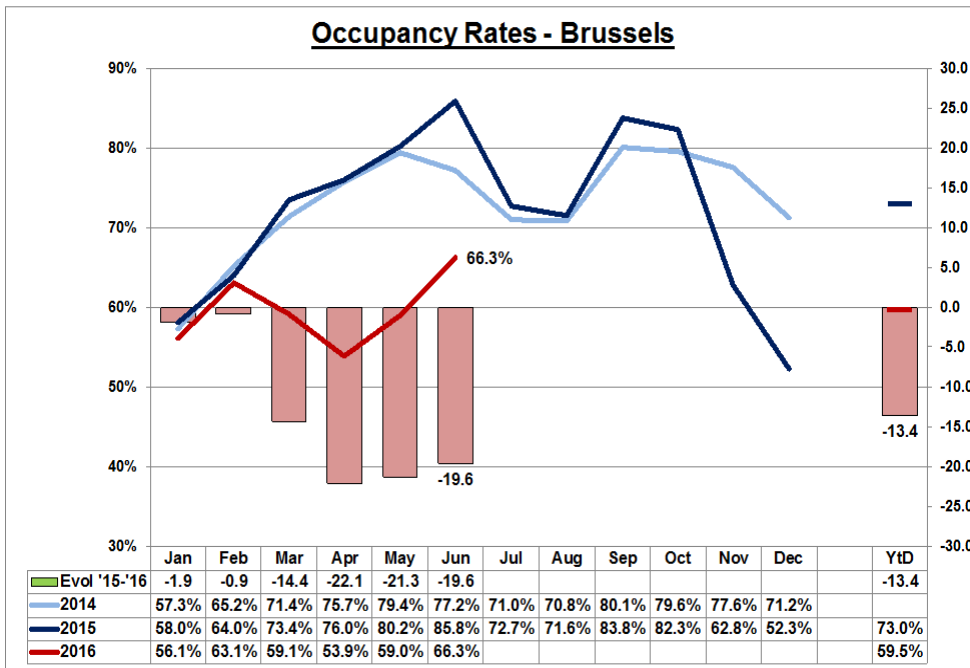 Occupancy Rates - Brussels
90% 30.0
25.0
80% 20.0
15.0
70% 10.0
66.3%
5.0
60% 0.0
-5.0
50% -10.0
-13.4
-15.0
40% -19.6 -20.0
-25.0
30% -30.0
Jan Feb Mar Apr May Jun Jul Aug Sep Oct Nov Dec YtD
Evol '15-'16 -1.9 -0.9 -14.4 -22.1 -21.3 -19.6 -13.4
2014 57.3% 65.2% 71.4% 75.7% 79.4% 77.2% 71.0% 70.8% 80.1% 79.6% 77.6% 71.2%
2015 58.0% 64.0% 73.4% 76.0% 80.2% 85.8% 72.7% 71.6% 83.8% 82.3% 62.8% 52.3% 73.0%
2016 56.1% 63.1% 59.1% 53.9% 59.0% 66.3% 59.5%